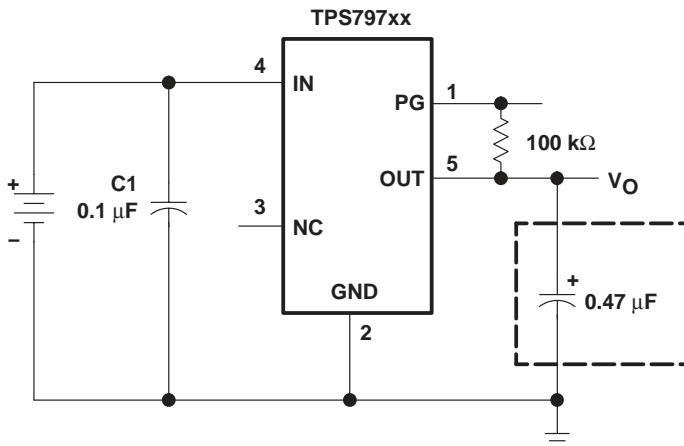 TPS797xx
4
IN
PG
1
100 kΩ
OUT
5
V_O
+
C1
0.1 μF
−
3
NC
GND
2
+
0.47 μF